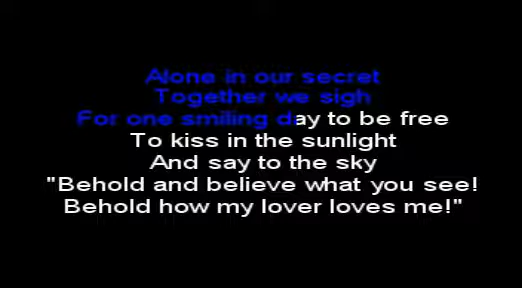 Alone in our secret
Together we sigh
For one smiling day to be free
To kiss in the sunlight
And say to the sky
"Behold and believe what you see!
Behold how my lover loves me!"